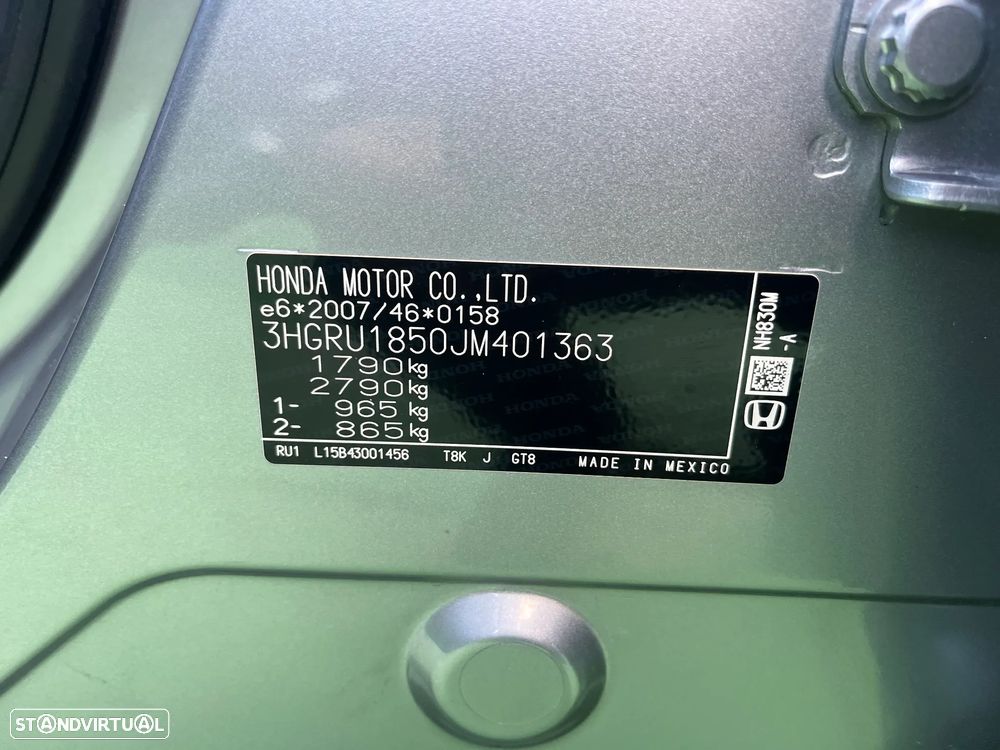 HONDA MOTOR CO.,LTD.
e6*2007/46*0158
3HGRU1850JM401363
1790kg
2790kg
1- 965kg
2- 865kg
RU1 L15B43001456 T8K J GT8 MADE IN MEXICO
NH830M
-A
STANDVIRTUAL